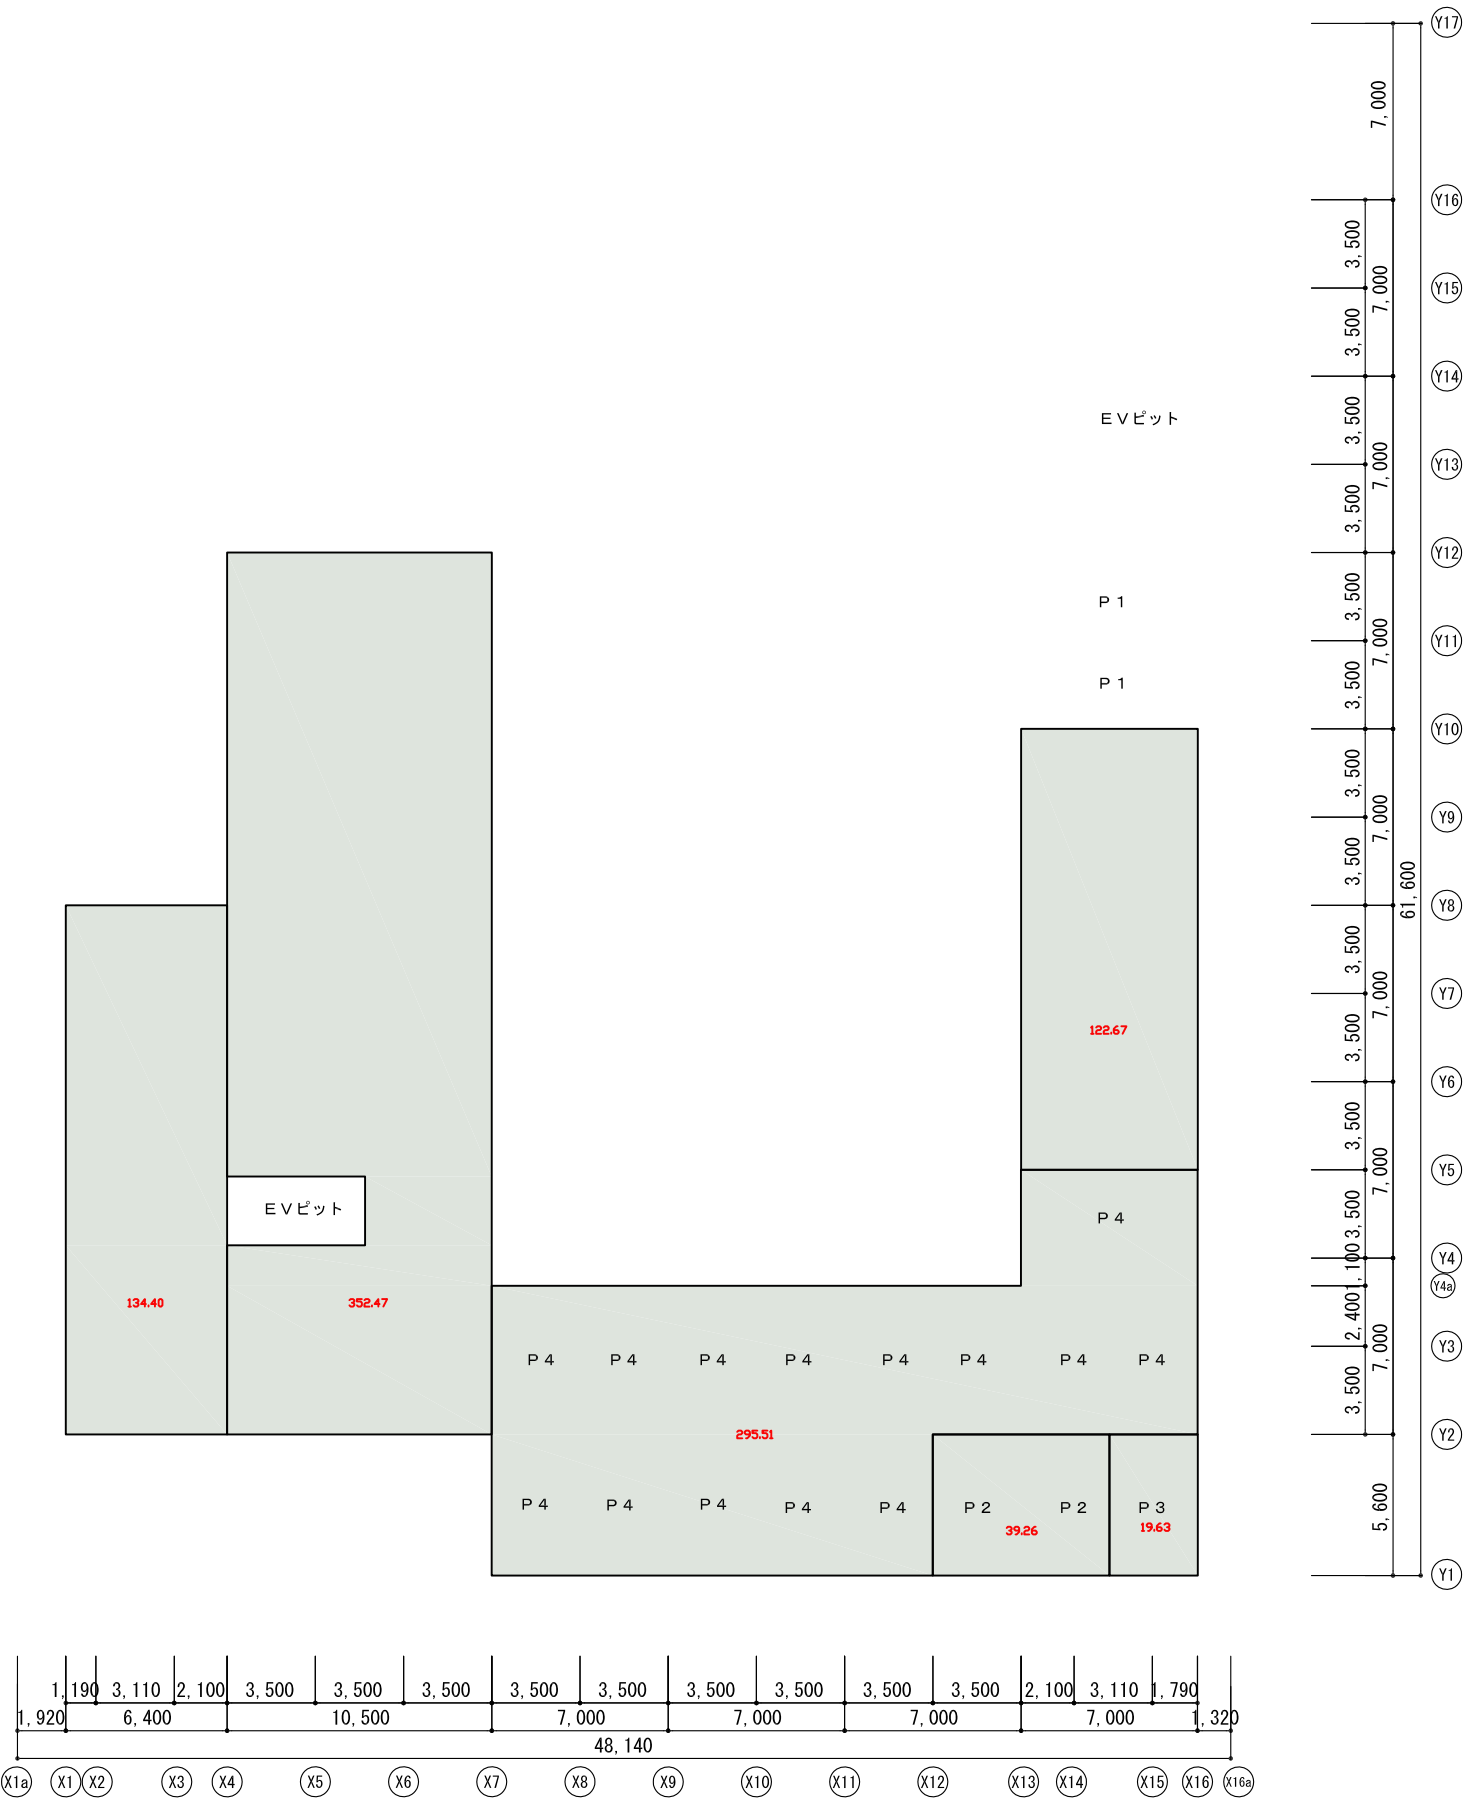 Y17
7,000
Y16
3,500
7,000
Y15
3,500
Y14
EVピット
3,500
7,000
Y13
3,500
Y12
P1
3,500
7,000
Y11
P1
3,500
Y10
3,500
7,000
Y9
3,500
61,600
Y8
3,500
7,000
Y7
122.67
3,500
Y6
3,500
7,000
Y5
EVピット
P4
3,500
Y4
1,100
Y4a
134.40
352.47
2,400
7,000
Y3
P4 P4 P4 P4 P4 P4 P4 P4
3,500
295.51
Y2
P4 P4 P4 P4 P4 P2 P2 P3
39.26
19.63
5,600
Y1
1,190 3,110 2,100 3,500 3,500 3,500 3,500 3,500 3,500 3,500 3,500 3,500 2,100 3,110 1,790
1,920 6,400 10,500 7,000 7,000 7,000 7,000 1,320
48,140
X1a X1 X2 X3 X4 X5 X6 X7 X8 X9 X10 X11 X12 X13 X14 X15 X16 X16a